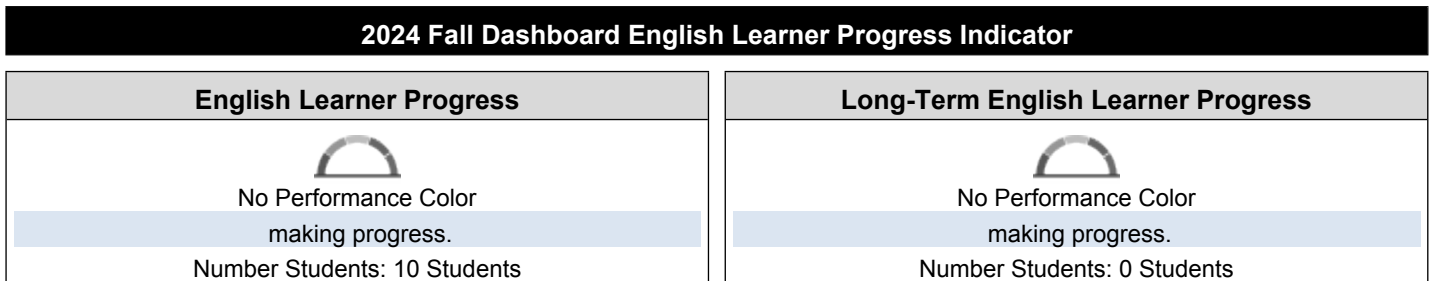 2024 Fall Dashboard English Learner Progress Indicator
English Learner Progress
No Performance Color
making progress.
Number Students: 10 Students
Long-Term English Learner Progress
No Performance Color
making progress.
Number Students: 0 Students